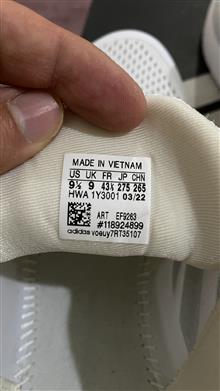 MADE IN VIETNAM
US UK FR JP CHN
9½ 9 43⅓ 275 265
HWA 1Y3001 03/22
ART EF9263
#118924899
adidas voeuy7RT35107